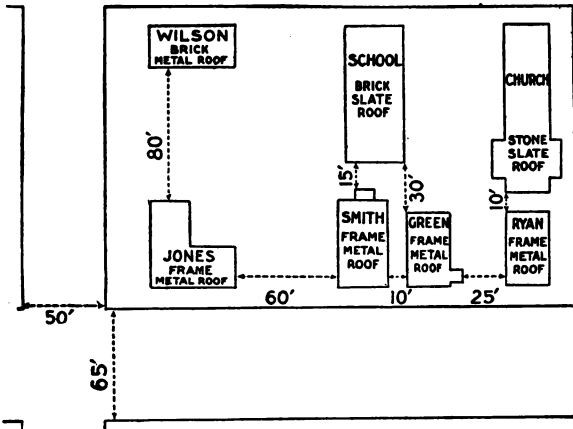 WILSON
BRICK
METAL ROOF
SCHOOL
BRICK
SLATE
ROOF
CHURCH
STONE
SLATE
ROOF
80'
15'
30'
10'
JONES
FRAME
METAL ROOF
SMITH
FRAME
METAL
ROOF
GREEN
FRAME
METAL
ROOF
RYAN
FRAME
METAL
ROOF
60'
10'
25'
50'
65'